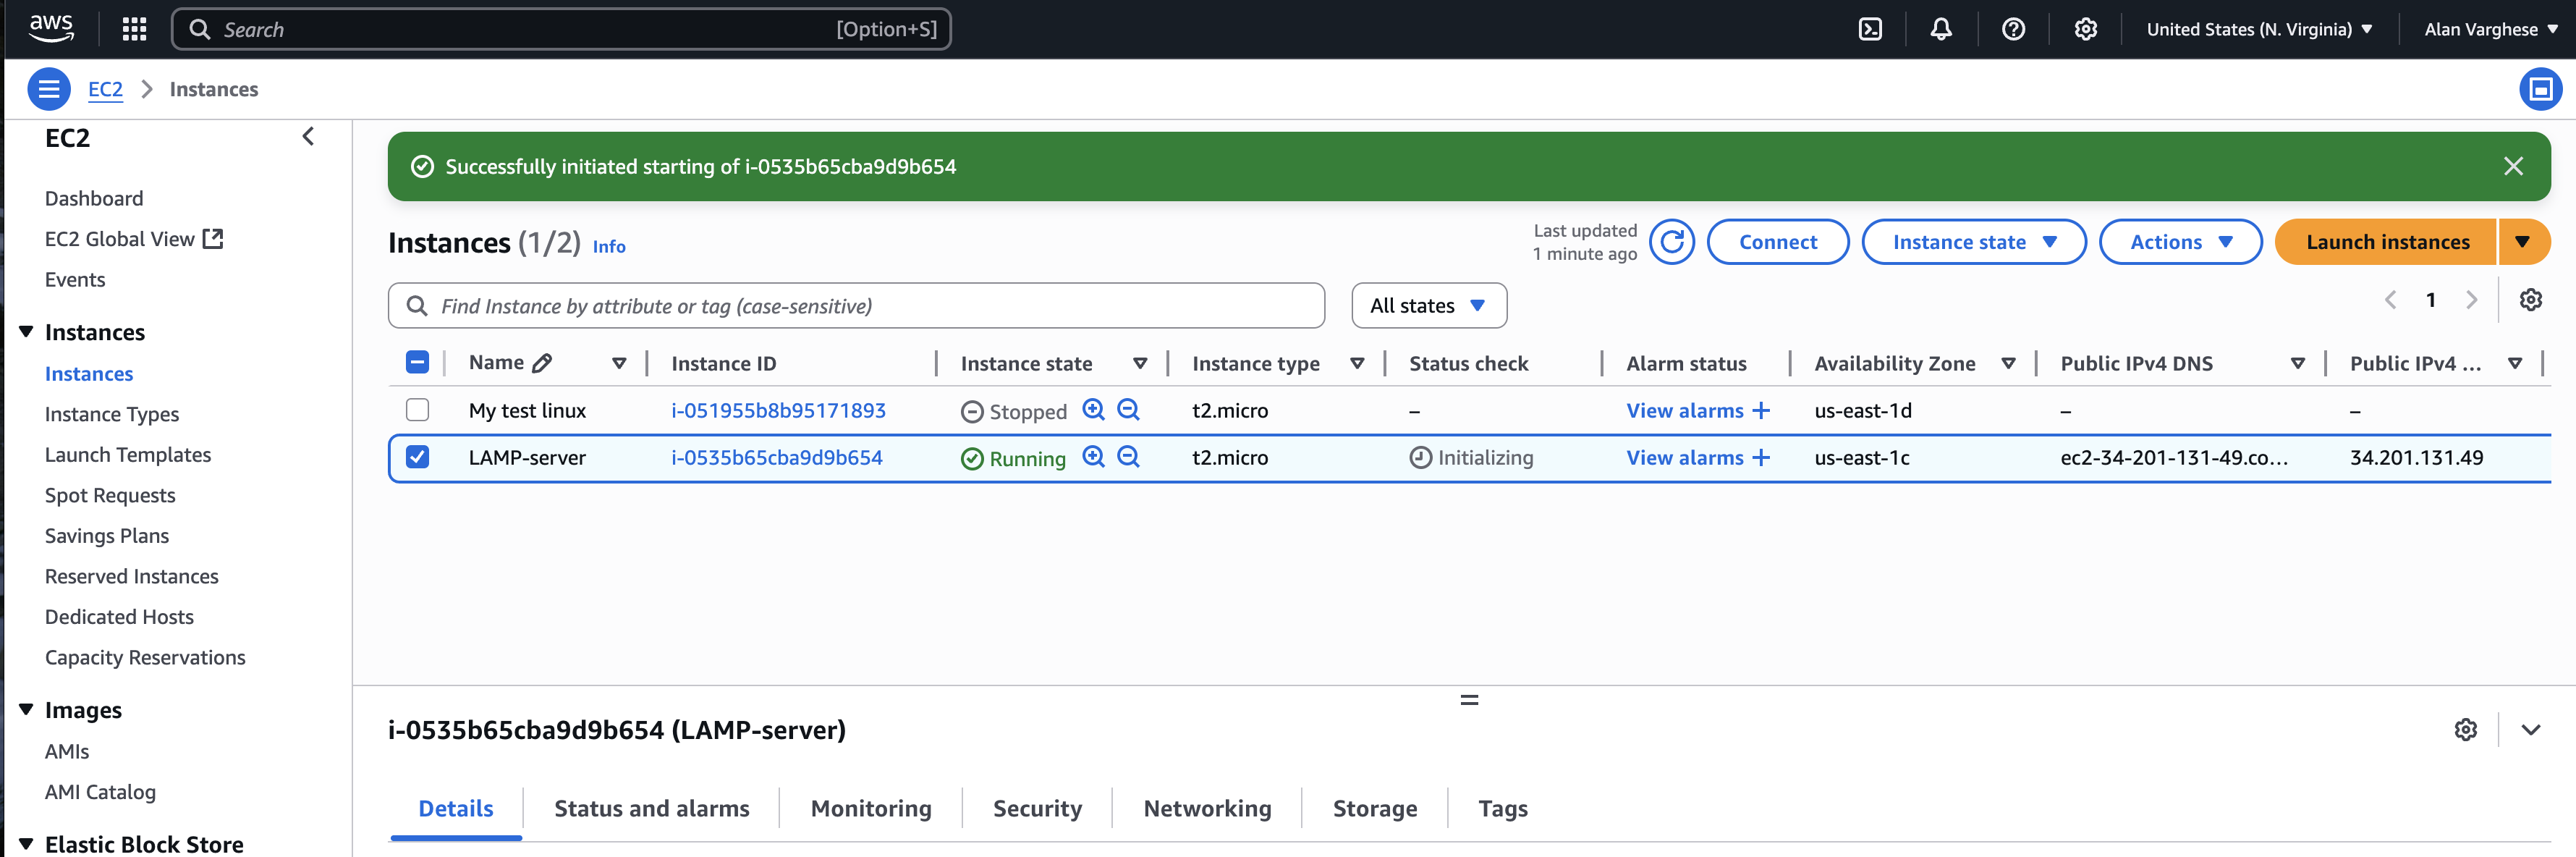 aws
Search [Option+S]
United States (N. Virginia) Alan Varghese
EC2 Instances
EC2
Dashboard
EC2 Global View
Events
Instances
Instances
Instance Types
Launch Templates
Spot Requests
Savings Plans
Reserved Instances
Dedicated Hosts
Capacity Reservations
Images
AMIs
AMI Catalog
Elastic Block Store
Successfully initiated starting of i-0535b65cba9d9b654
Instances (1/2) Info
Last updated
1 minute ago
Connect Instance state Actions Launch instances
Find Instance by attribute or tag (case-sensitive)
All states
1
Name Instance ID Instance state Instance type Status check Alarm status Availability Zone Public IPv4 DNS Public IPv4 ...
My test linux i-051955b8b95171893 Stopped t2.micro – View alarms + us-east-1d – –
LAMP-server i-0535b65cba9d9b654 Running t2.micro Initializing View alarms + us-east-1c ec2-34-201-131-49.co... 34.201.131.49
i-0535b65cba9d9b654 (LAMP-server)
Details Status and alarms Monitoring Security Networking Storage Tags